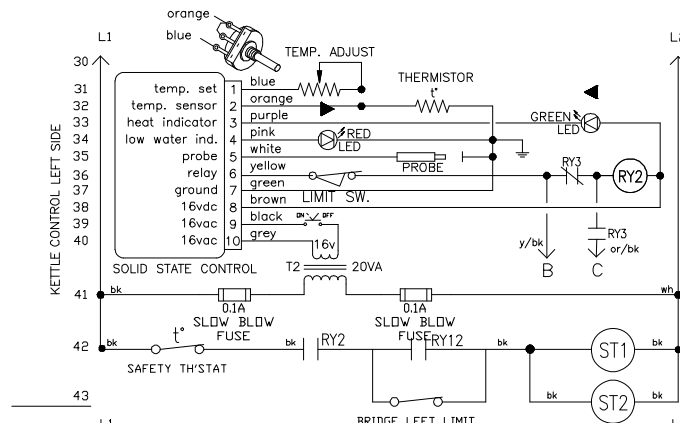 orange
blue
L1
L2
TEMP. ADJUST
THERMISTOR
t°
30
31 temp. set 1 blue
32 temp. sensor 2 orange
33 heat indicator 3 purple
34 low water ind. 4 pink
35 probe 5 white
36 relay 6 yellow
37 ground 7 green
38 16vdc 8 brown
39 16vac 9 black
40 16vac 10 grey
RED
LED
GREEN
LED
PROBE
LIMIT SW.
RY3
RY2
ON OFF
RY3
y/bk
or/bk
B
C
16v
SOLID STATE CONTROL
T2
20VA
KETTLE CONTROL LEFT SIDE
41 bk
wh
0.1A
SLOW BLOW
FUSE
0.1A
SLOW BLOW
FUSE
42 bk
t°
bk
RY2
bk
RY12
bk
bk
ST1
bk
SAFETY TH'STAT
43
bk
ST2
bk
BRIDGE LEFT LIMIT
L1